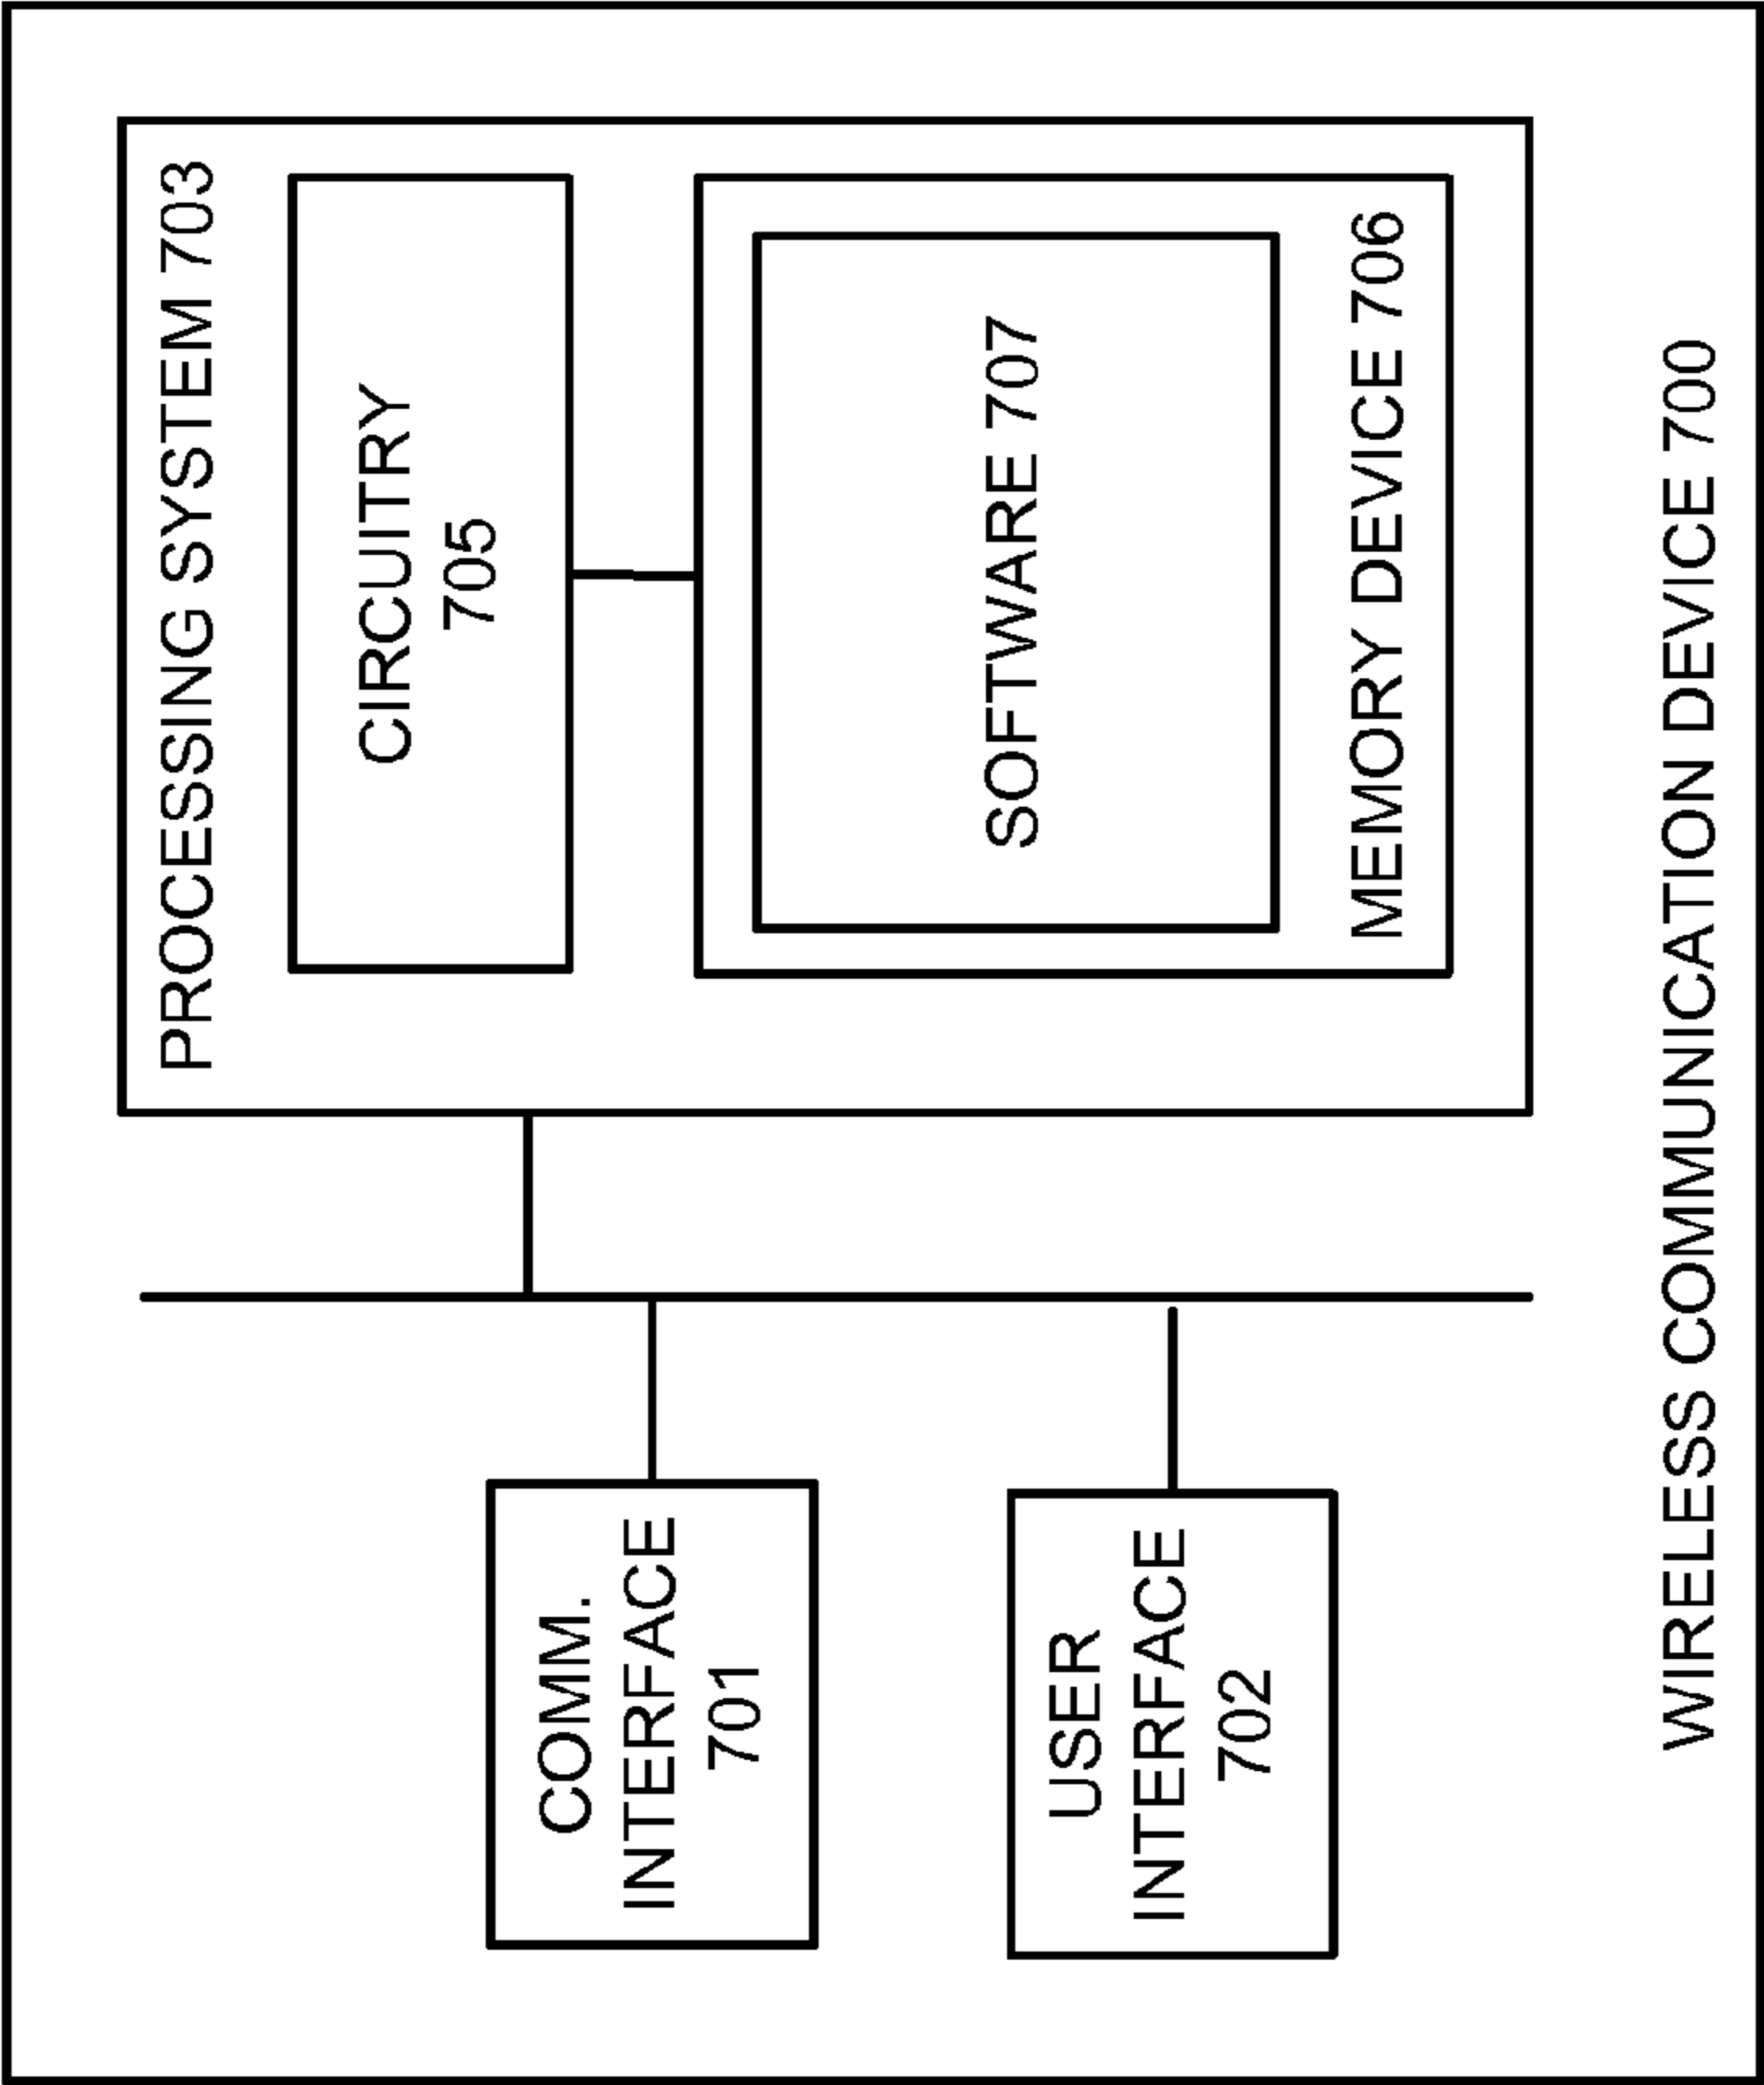 COMM.
INTERFACE
701
USER
INTERFACE
702
PROCESSING SYSTEM 703
CIRCUITRY
705
SOFTWARE 707
MEMORY DEVICE 706
WIRELESS COMMUNICATION DEVICE 700